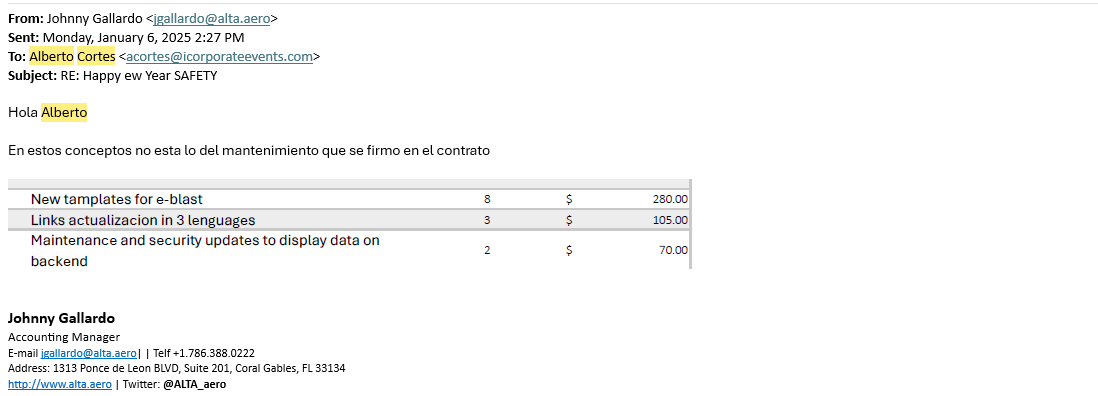 From: Johnny Gallardo <jgallardo@alta.aero>
Sent: Monday, January 6, 2025 2:27 PM
To: Alberto Cortes <acortes@icorporateevents.com>
Subject: RE: Happy ew Year SAFETY
Hola Alberto
En estos conceptos no esta lo del mantenimiento que se firmo en el contrato
New tamplates for e-blast 8 $ 280.00
Links actualizacion in 3 lenguages 3 $ 105.00
Maintenance and security updates to display data on
backend 2 $ 70.00
Johnny Gallardo
Accounting Manager
E-mail jgallardo@alta.aero| | Telf +1.786.388.0222
Address: 1313 Ponce de Leon BLVD, Suite 201, Coral Gables, FL 33134
http://www.alta.aero | Twitter: @ALTA_aero